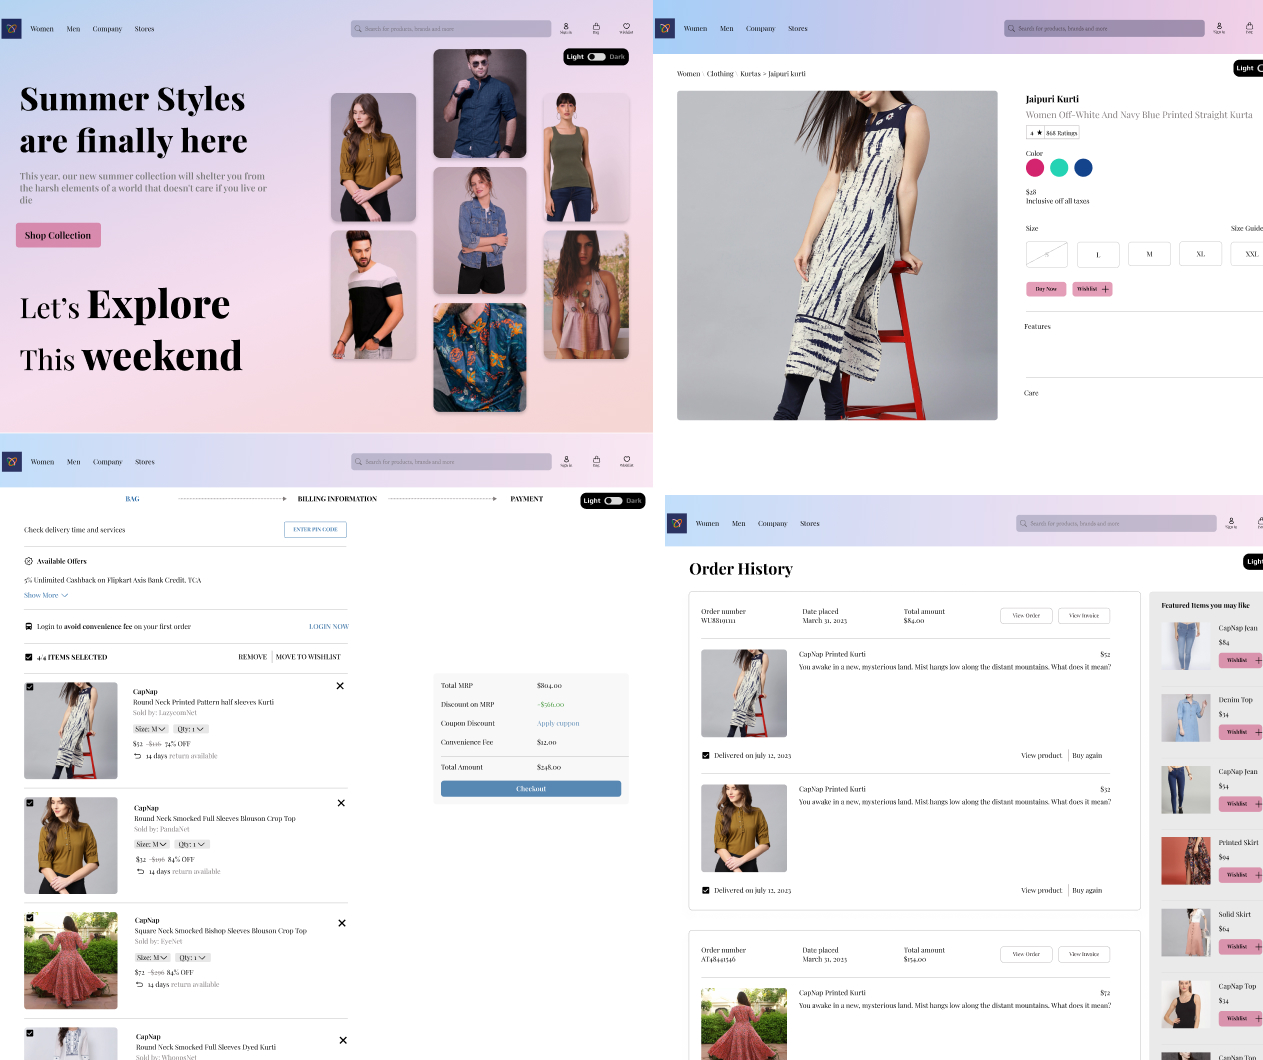 Women Men Company Stores
Search for products, brands and more
Sign in Bag Wishlist
Light Dark
Summer Styles
are finally here
This year, our new summer collection will shelter you from
the harsh elements of a world that doesn't care if you live or
die
Shop Collection
Let's Explore
This weekend
Women Men Company Stores
Search for products, brands and more
Sign in Bag
Light
Women Clothing Kurtas > Jaipuri kurti
Jaipuri Kurti
Women Off-White And Navy Blue Printed Straight Kurta
4 ★ 868 Ratings
Color
$28
Inclusive off all taxes
Size Size Guide
S L M XL XXL
Buy Now Wishlist +
Features
Care
Women Men Company Stores
Search for products, brands and more
Sign in Bag Wishlist
BAG BILLING INFORMATION PAYMENT
Light Dark
Check delivery time and services ENTER PIN CODE
Available Offers
5% Unlimited Cashback on Flipkart Axis Bank Credit, TCA
Show More
Login to avoid convenience fee on your first order LOGIN NOW
4/4 ITEMS SELECTED REMOVE MOVE TO WISHLIST
CapNap
Round Neck Printed Pattern half sleeves Kurti
Sold by: LazycomNet
Size: M Qty: 1
$52 74% OFF
14 days return available
CapNap
Round Neck Smocked Full Sleeves Blouson Crop Top
Sold by: PandaNet
Size: M Qty: 1
$32 $106 84% OFF
14 days return available
CapNap
Square Neck Smocked Bishop Sleeves Blouson Crop Top
Sold by: EyeNet
Size: M Qty: 1
$72 $206 84% OFF
14 days return available
CapNap
Round Neck Smocked Full Sleeves Dyed Kurti
Sold by: WhoopsNet
Total MRP $804.00
Discount on MRP -$566.00
Coupon Discount Apply cuppon
Convenience Fee $12.00
Total Amount $248.00
Checkout
Women Men Company Stores
Search for products, brands and more
Sign in
Light
Order History
Order number Date placed Total amount View Order View Invoice
WU88191111 March 31, 2023 $84.00
CapNap Printed Kurti $52
You awake in a new, mysterious land. Mist hangs low along the distant mountains. What does it mean?
Delivered on july 12, 2023 View product Buy again
CapNap Printed Kurti $32
You awake in a new, mysterious land. Mist hangs low along the distant mountains. What does it mean?
Delivered on july 12, 2023 View product Buy again
Order number Date placed Total amount View Order View Invoice
AT48441546 March 31, 2023 $154.00
CapNap Printed Kurti $72
You awake in a new, mysterious land. Mist hangs low along the distant mountains. What does it mean?
Featured Items you may like
CapNap Jean
$84
Wishlist +
Denim Top
$34
Wishlist +
CapNap Jean
$54
Wishlist +
Printed Skirt
$94
Wishlist +
Solid Skirt
$64
Wishlist +
CapNap Top
$34
Wishlist +
CapNap Top